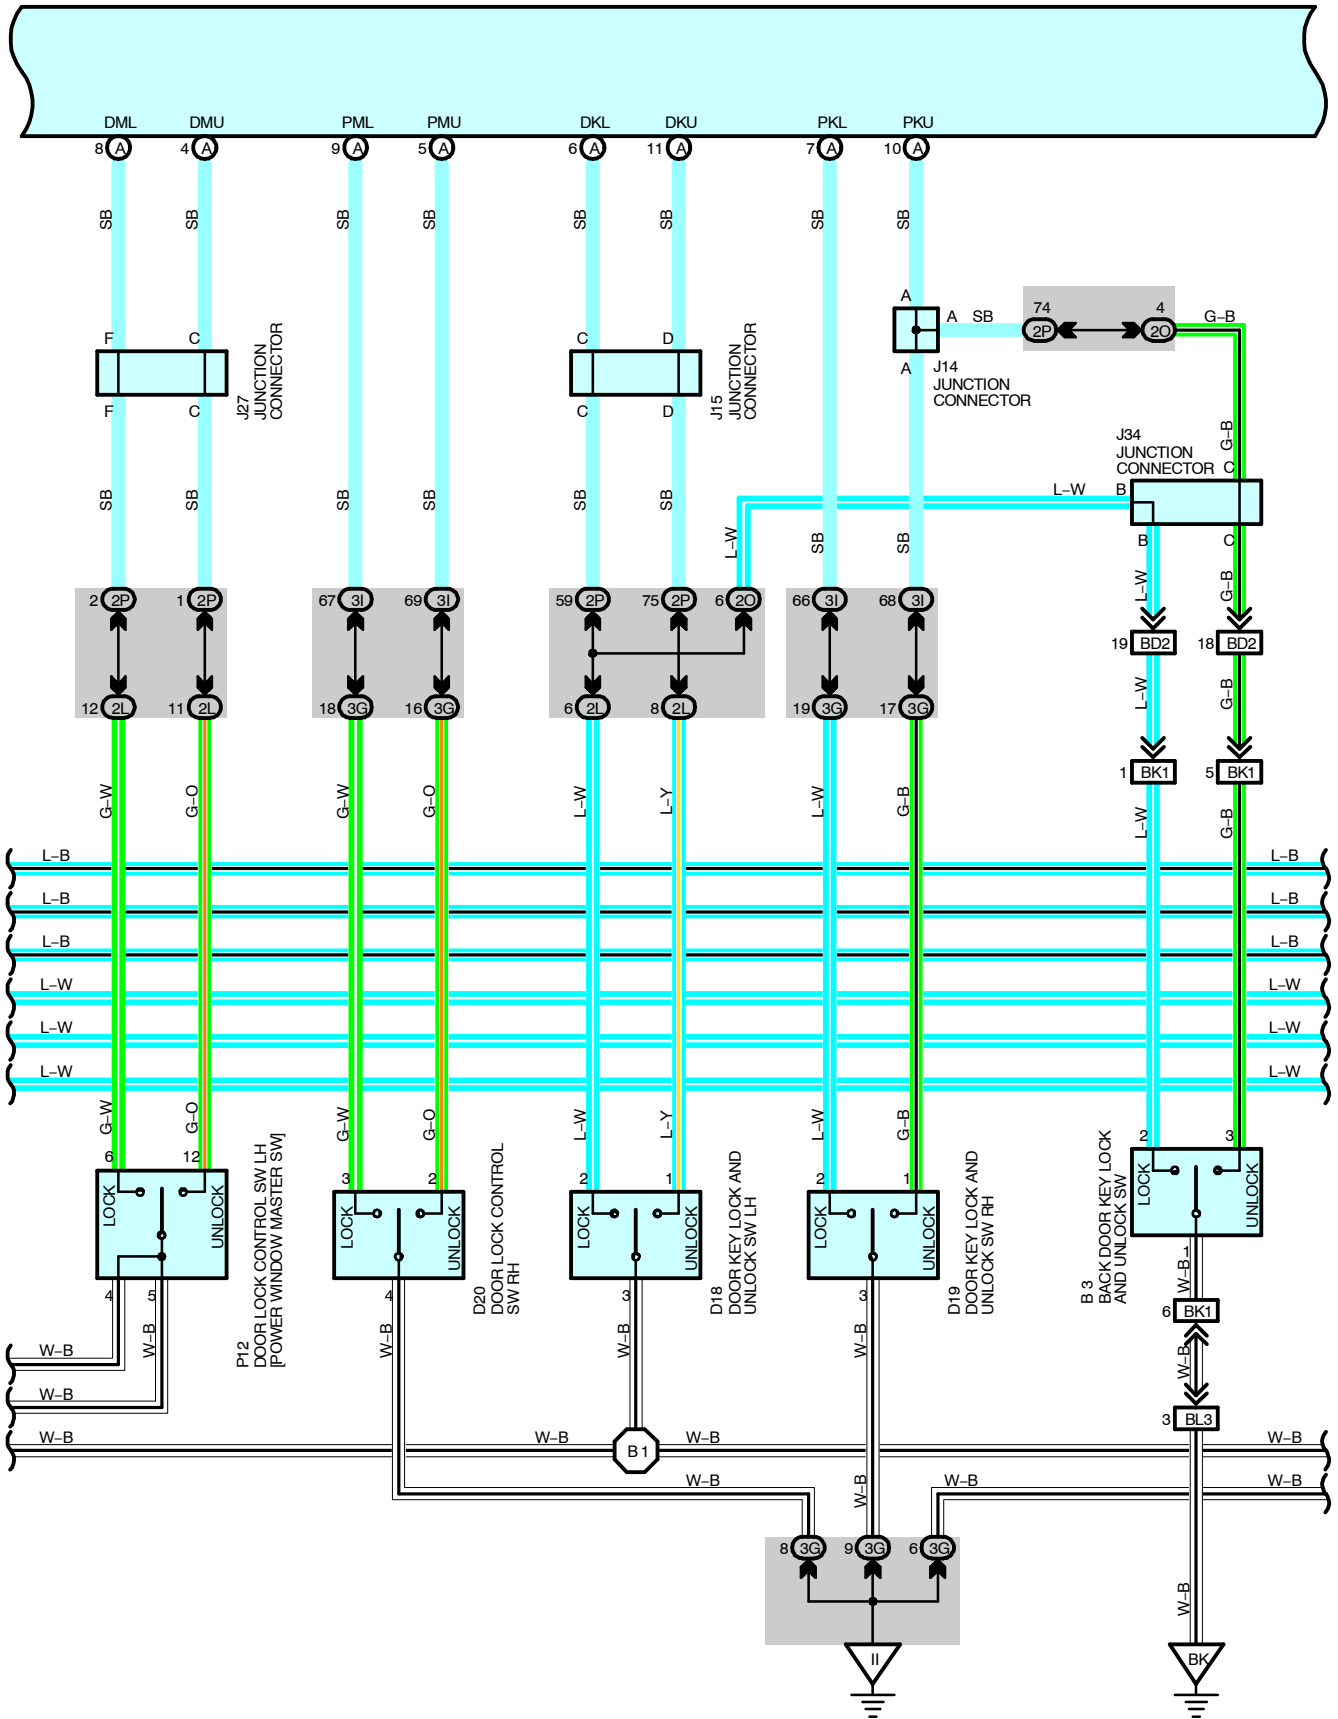 DML DMU PML PMU DKL DKU PKL PKU
8 A 4 A 9 A 5 A 6 A 11 A 7 A 10 A
SB SB SB SB SB SB SB SB
A
A SB
74 4
2P 2O
G–B
A
J14
JUNCTION
CONNECTOR
F C
F C
J27
JUNCTION
CONNECTOR
C D
C D
J15
JUNCTION
CONNECTOR
G–B
J34
JUNCTION
CONNECTOR C
L–W B
B C
SB SB SB SB SB SB L–W SB SB
L–W G–B
2 2P 1 2P 67 3I 69 3I 59 2P 75 2P 6 2O 66 3I 68 3I
19 BD2 18 BD2
L–W G–B
12 2L 11 2L 18 3G 16 3G 6 2L 8 2L 19 3G 17 3G
1 BK1 5 BK1
G–W G–O G–W G–O L–W L–Y L–W G–B L–W G–B
L–B L–B
L–B L–B
L–B L–B
L–W L–W
L–W L–W
L–W L–W
G–W G–O G–W G–O L–W L–Y L–W G–B
6 12 3 2 2 1 2 1 2 3
LOCK UNLOCK
P12
DOOR LOCK CONTROL SW LH
[POWER WINDOW MASTER SW]
LOCK UNLOCK
D20
DOOR LOCK CONTROL
SW RH
LOCK UNLOCK
D18
DOOR KEY LOCK AND
UNLOCK SW LH
LOCK UNLOCK
D19
DOOR KEY LOCK AND
UNLOCK SW RH
B 3
BACK DOOR KEY LOCK
AND UNLOCK SW
LOCK UNLOCK
4 5 4 3 3 1
W–B W–B W–B W–B W–B
6 BK1
W–B
W–B
W–B
3 BL3
W–B W–B B 1 W–B W–B
W–B W–B W–B W–B
8 3G 9 3G 6 3G
W–B
II BK